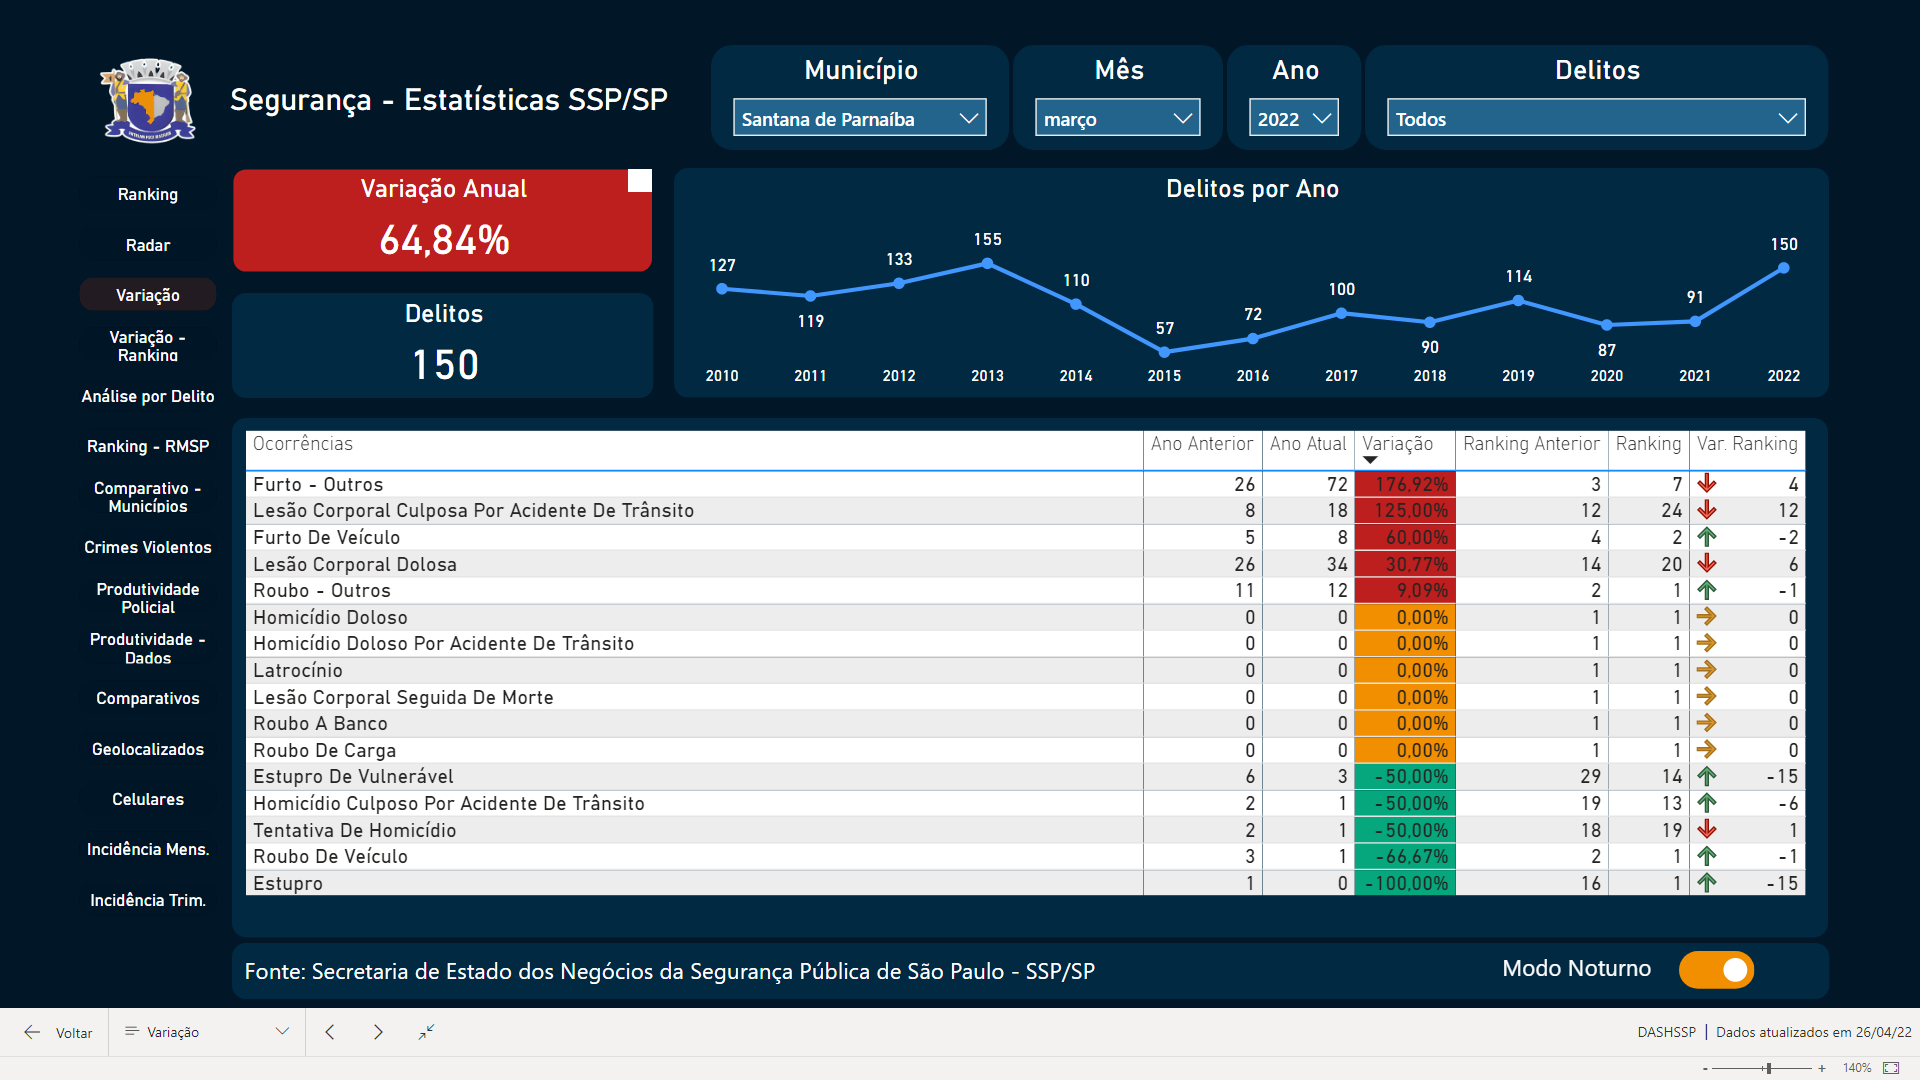 Segurança - Estatísticas SSP/SP
Município
Santana de Parnaíba
Mês
março
Ano
2022
Delitos
Todos
Ranking
Radar
Variação
Variação -
Ranking
Análise por Delito
Ranking - RMSP
Comparativo -
Municípios
Crimes Violentos
Produtividade
Policial
Produtividade -
Dados
Comparativos
Geolocalizados
Celulares
Incidência Mens.
Incidência Trim.
Variação Anual
64,84%
Delitos
150
Delitos por Ano
127 119 133 155 110 57 72 100 90 114 87 91 150
2010 2011 2012 2013 2014 2015 2016 2017 2018 2019 2020 2021 2022
Ocorrências Ano Anterior Ano Atual Variação Ranking Anterior Ranking Var. Ranking
Furto - Outros 26 72 176,92% 3 7 4
Lesão Corporal Culposa Por Acidente De Trânsito 8 18 125,00% 12 24 12
Furto De Veículo 5 8 60,00% 4 2 -2
Lesão Corporal Dolosa 26 34 30,77% 14 20 6
Roubo - Outros 11 12 9,09% 2 1 -1
Homicídio Doloso 0 0 0,00% 1 1 0
Homicídio Doloso Por Acidente De Trânsito 0 0 0,00% 1 1 0
Latrocínio 0 0 0,00% 1 1 0
Lesão Corporal Seguida De Morte 0 0 0,00% 1 1 0
Roubo A Banco 0 0 0,00% 1 1 0
Roubo De Carga 0 0 0,00% 1 1 0
Estupro De Vulnerável 6 3 -50,00% 29 14 -15
Homicídio Culposo Por Acidente De Trânsito 2 1 -50,00% 19 13 -6
Tentativa De Homicídio 2 1 -50,00% 18 19 1
Roubo De Veículo 3 1 -66,67% 2 1 -1
Estupro 1 0 -100,00% 16 1 -15
Fonte: Secretaria de Estado dos Negócios da Segurança Pública de São Paulo - SSP/SP
Modo Noturno
Voltar
Variação
DASHSSP | Dados atualizados em 26/04/22
- + 140%